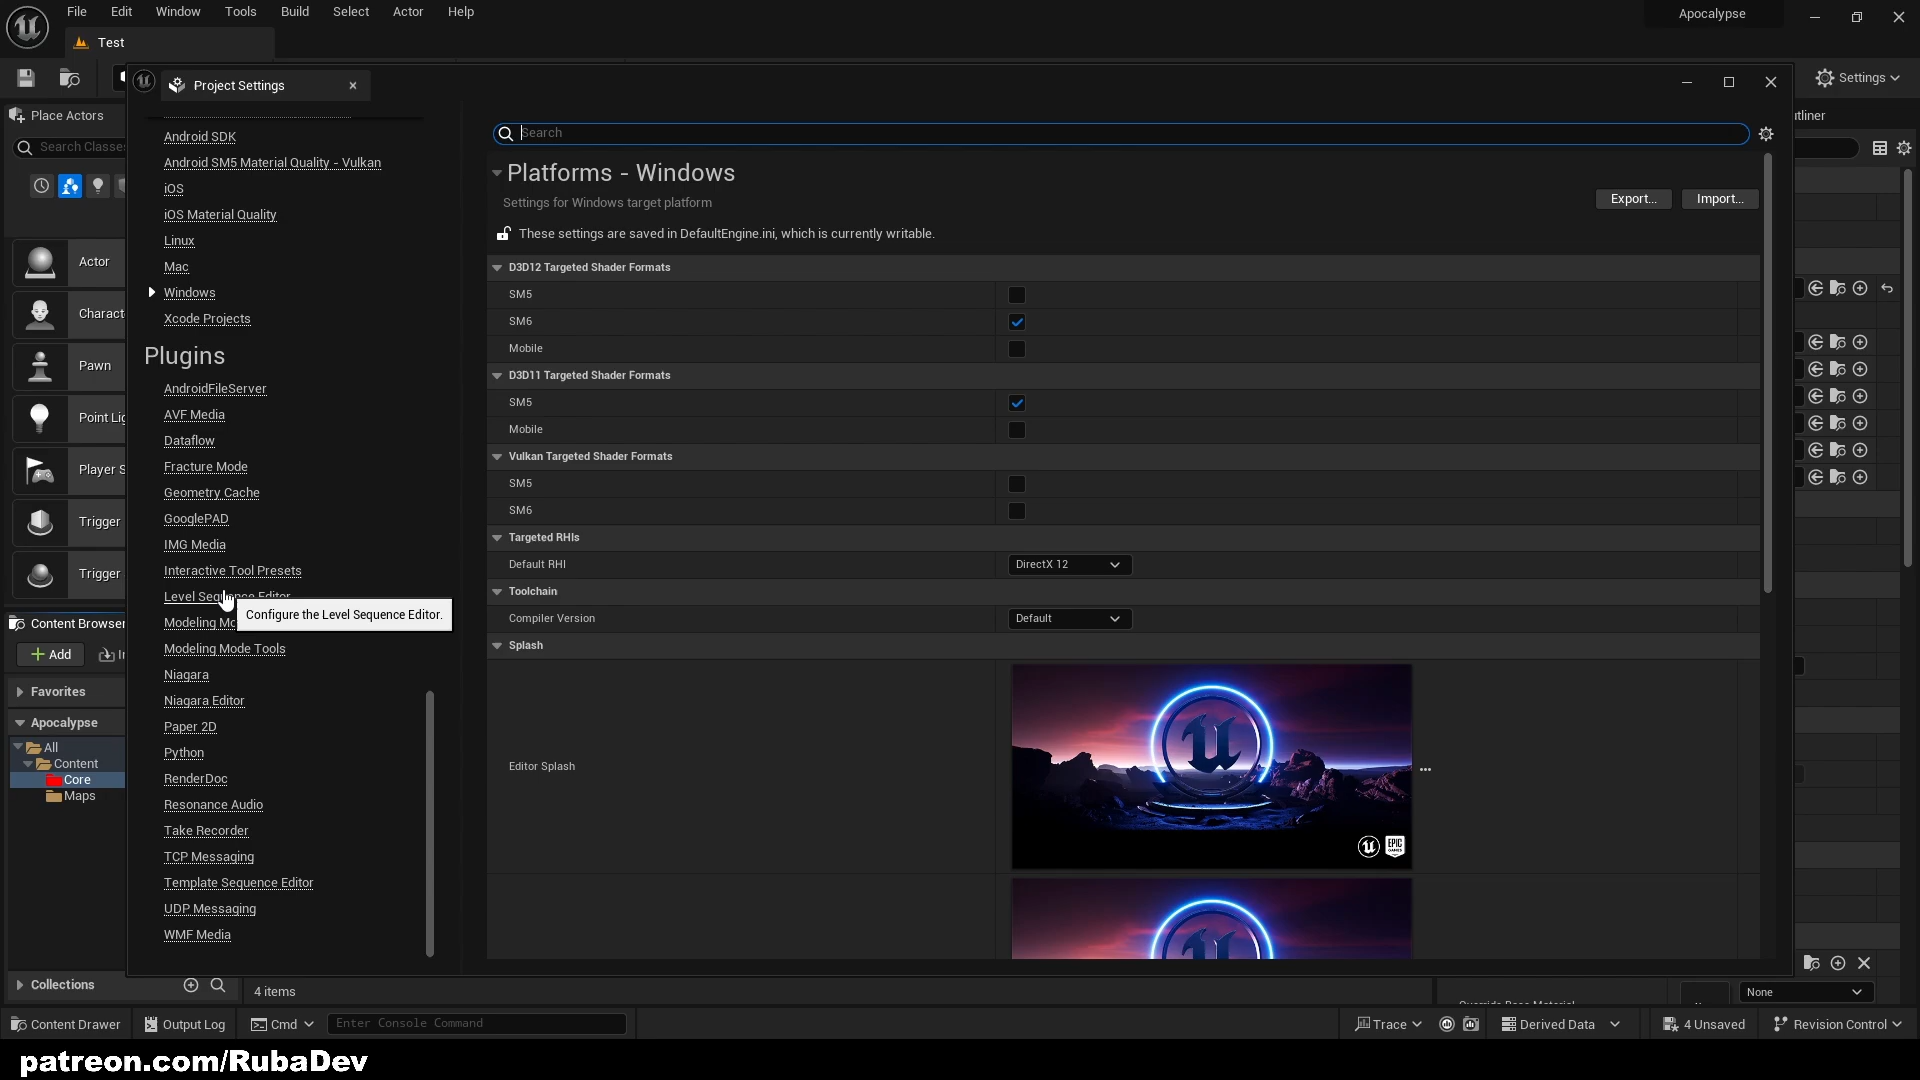 File Edit Window Tools Build Select Actor Help
Apocalypse
Test
Project Settings
Settings
Place Actors
Search Classe
Actor
Charact
Pawn
Point Lig
Player S
Trigger
Trigger
Content Browser
Add
Favorites
Apocalypse
All
Content
Core
Maps
Collections
Android SDK
Android SM5 Material Quality - Vulkan
iOS
iOS Material Quality
Linux
Mac
Windows
Xcode Projects
Plugins
AndroidFileServer
AVF Media
Dataflow
Fracture Mode
Geometry Cache
GooglePAD
IMG Media
Interactive Tool Presets
Level Sequence Editor
Configure the Level Sequence Editor.
Modeling Mo
Modeling Mode Tools
Niagara
Niagara Editor
Paper 2D
Python
RenderDoc
Resonance Audio
Take Recorder
TCP Messaging
Template Sequence Editor
UDP Messaging
WMF Media
Search
Platforms - Windows
Settings for Windows target platform
Export...
Import...
These settings are saved in DefaultEngine.ini, which is currently writable.
D3D12 Targeted Shader Formats
SM5
SM6
Mobile
D3D11 Targeted Shader Formats
SM5
Mobile
Vulkan Targeted Shader Formats
SM5
SM6
Targeted RHIs
Default RHI
DirectX 12
Toolchain
Compiler Version
Default
Splash
Editor Splash
EPIC GAMES
utliner
4 items
None
Content Drawer
Output Log
Cmd
Enter Console Command
Trace
Derived Data
4 Unsaved
Revision Control
patreon.com/RubaDev